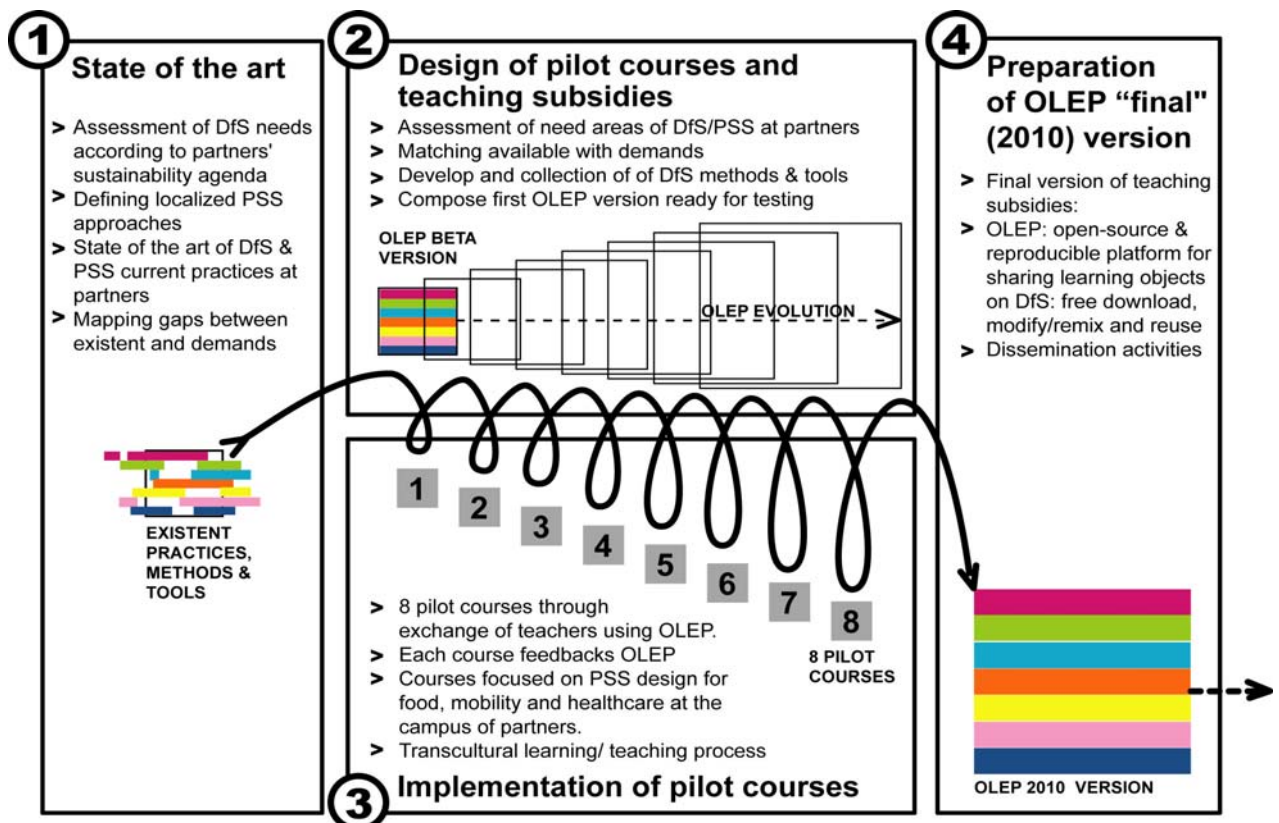 1
State of the art
> Assessment of DfS needs
according to partners'
sustainability agenda
> Defining localized PSS
approaches
> State of the art of DfS &
PSS current practices at
partners
> Mapping gaps between
existent and demands
EXISTENT
PRACTICES,
METHODS &
TOOLS
2
Design of pilot courses and
teaching subsidies
> Assessment of need areas of DfS/PSS at partners
> Matching available with demands
> Develop and collection of of DfS methods & tools
> Compose first OLEP version ready for testing
OLEP BETA
VERSION
OLEP EVOLUTION
1
2
3
4
5
6
7
8
8 PILOT
COURSES
> 8 pilot courses through
exchange of teachers using OLEP.
> Each course feedbacks OLEP
> Courses focused on PSS design for
food, mobility and healthcare at the
campus of partners.
> Transcultural learning/ teaching process
3
Implementation of pilot courses
4
Preparation
of OLEP “final"
(2010) version
> Final version of teaching
subsidies:
> OLEP: open-source &
reproducible platform for
sharing learning objects
on DfS: free download,
modify/remix and reuse
> Dissemination activities
OLEP 2010 VERSION